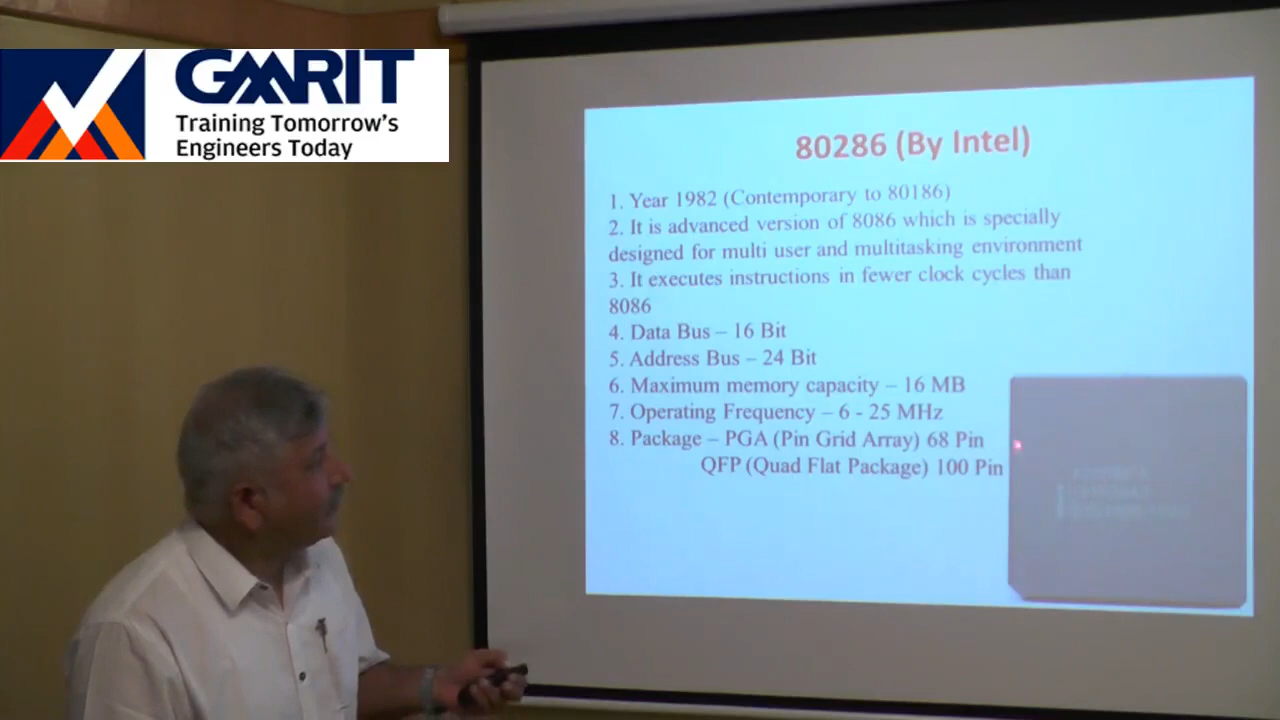 GMRIT
Training Tomorrow's
Engineers Today
80286 (By Intel)
1. Year 1982 (Contemporary to 80186)
2. It is advanced version of 8086 which is specially
designed for multi user and multitasking environment
3. It executes instructions in fewer clock cycles than
8086
4. Data Bus – 16 Bit
5. Address Bus – 24 Bit
6. Maximum memory capacity – 16 MB
7. Operating Frequency – 6 - 25 MHz
8. Package – PGA (Pin Grid Array) 68 Pin
QFP (Quad Flat Package) 100 Pin